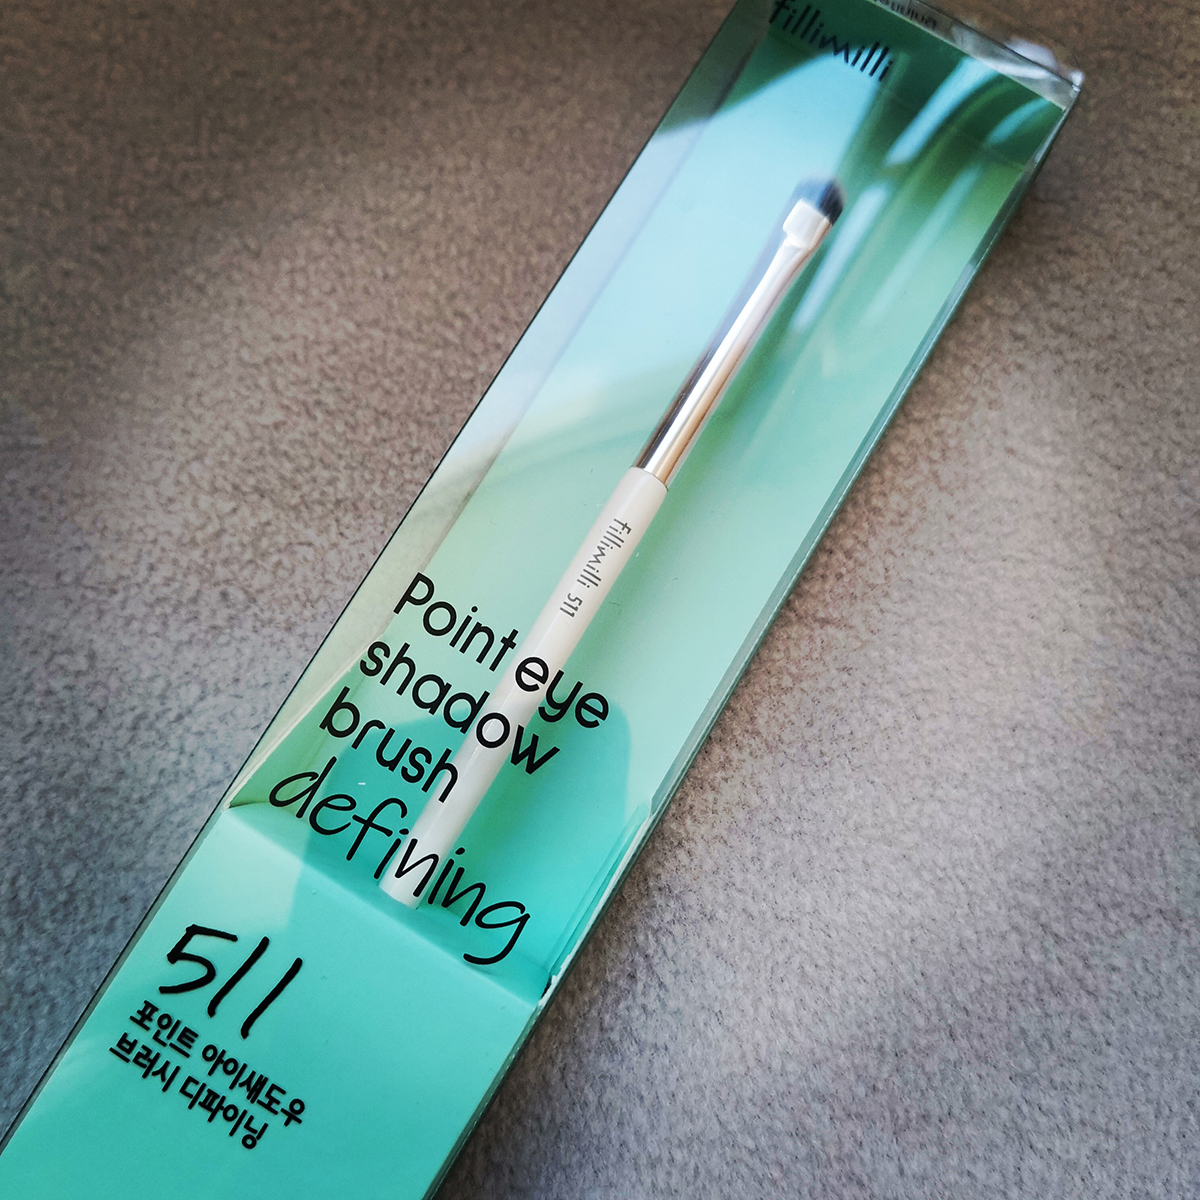 fillimilli
fillimilli 511
Point eye
shadow
brush
defining
511
포인트 아이섀도우
브러시 디파이닝